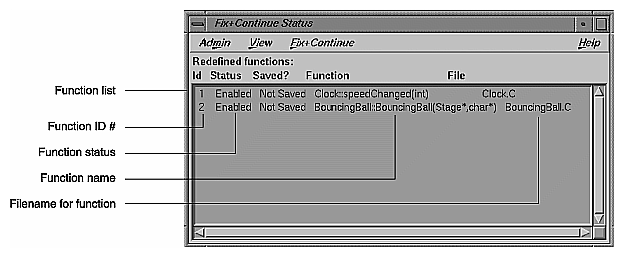 Fix+Continue Status
Admin View Fix+Continue Help
Redefined functions:
Id Status Saved? Function File
Function list
1 Enabled Not Saved Clock::speedChanged(int) Clock.C
2 Enabled Not Saved BouncingBall::BouncingBall(Stage*,char*) BouncingBall.C
Function ID #
Function status
Function name
Filename for function